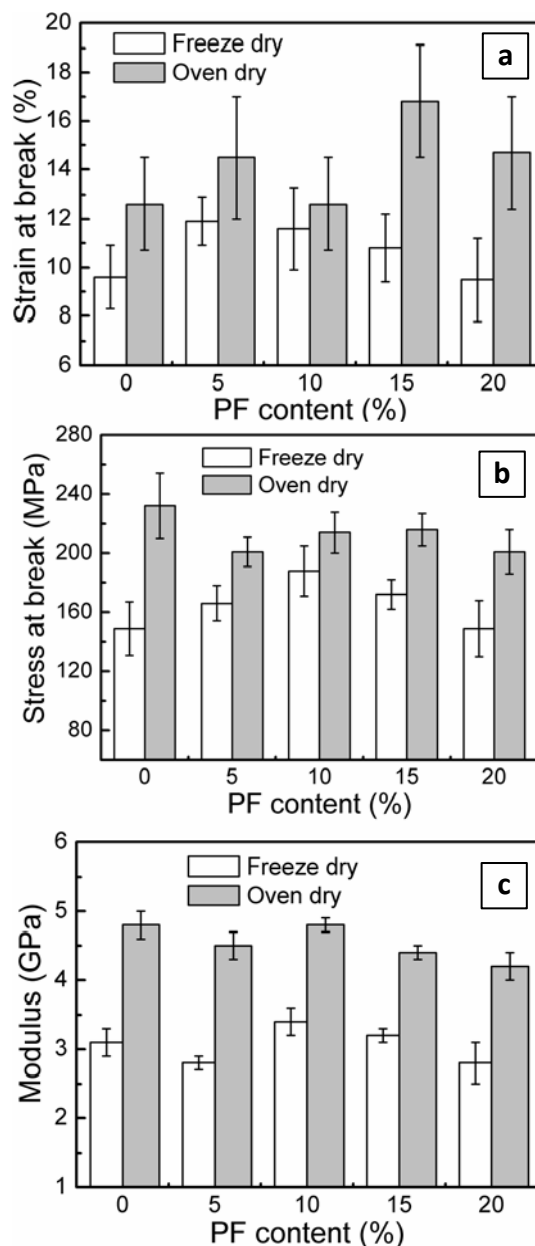 a
Freeze dry
Oven dry
Strain at break (%)
20
18
16
14
12
10
8
6
0 5 10 15 20
PF content (%)
b
Freeze dry
Oven dry
Stress at break (MPa)
280
240
200
160
120
80
0 5 10 15 20
PF content (%)
c
Freeze dry
Oven dry
Modulus (GPa)
6
5
4
3
2
1
0 5 10 15 20
PF content (%)